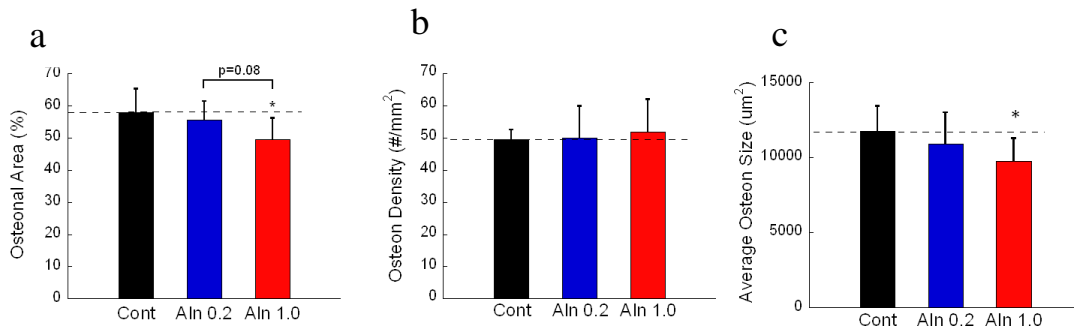 a
Osteonal Area (%)
70
60
50
40
30
20
10
0
p=0.08
*
Cont Aln 0.2 Aln 1.0
b
Osteon Density (#/mm²)
70
60
50
40
30
20
10
0
Cont Aln 0.2 Aln 1.0
c
Average Osteon Size (um²)
15000
10000
5000
0
*
Cont Aln 0.2 Aln 1.0